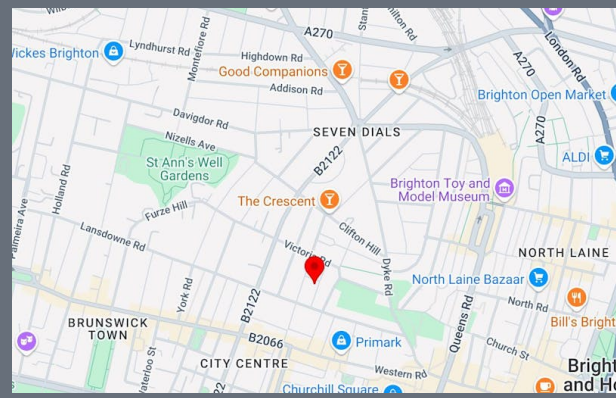 A270
Lyndhurst Rd
Wickes Brighton
Montefiore Rd
Highdown Rd
Good Companions
Addison Rd
London Rd
A270
Brighton Open Market
A270
Davigdor Rd
SEVEN DIALS
Nizells Ave
B2122
ALDI
St Ann's Well
Gardens
Holland Rd
Brighton Toy and
Model Museum
The Crescent
Palmeira Ave
Furze Hill
Clifton Hill
Lansdowne Rd
Victoria Rd
Dyke Rd
NORTH LAINE
North Laine Bazaar
York Rd
B2122
North Rd
Queens Rd
Bill's Bright
BRUNSWICK
TOWN
B2066
Primark
Church St
Waterloo St
CITY CENTRE
Western Rd
Bright
and Ho
Churchill Square